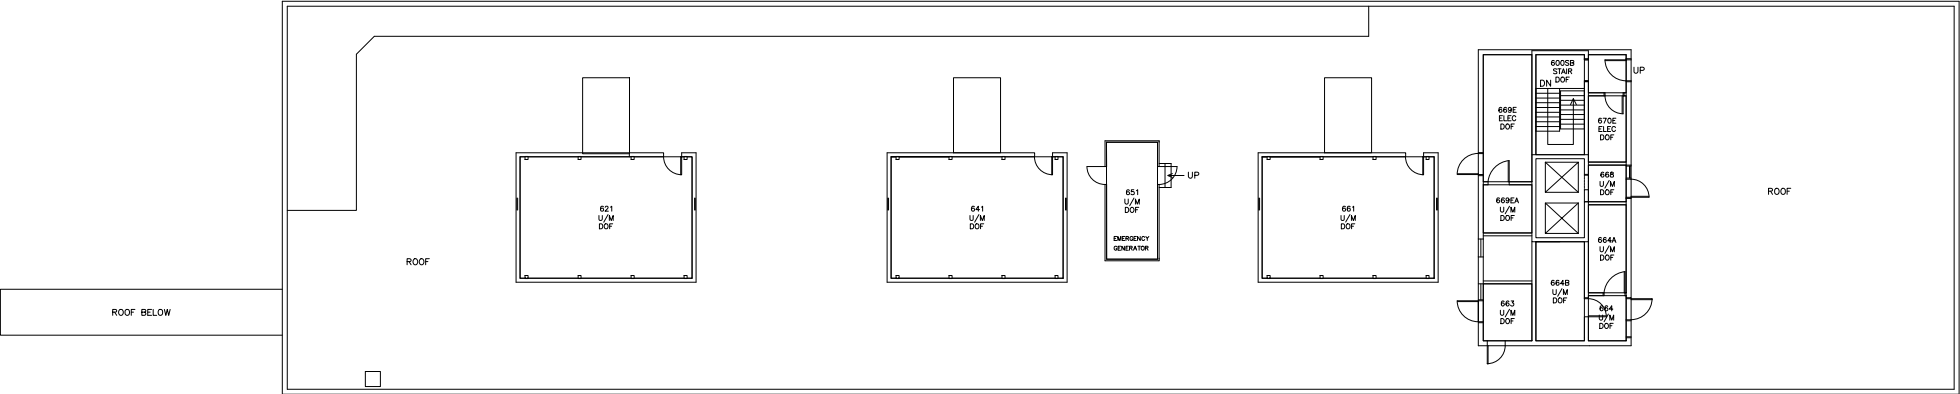 600SB
STAIR
DOF
UP
DN
669E
ELEC
DOF
670E
ELEC
DOF
668
U/M
DOF
669EA
U/M
DOF
651
U/M
DOF
UP
EMERGENCY
GENERATOR
621
U/M
DOF
641
U/M
DOF
661
U/M
DOF
664A
U/M
DOF
664B
U/M
DOF
663
U/M
DOF
664
U/M
DOF
ROOF
ROOF
ROOF BELOW